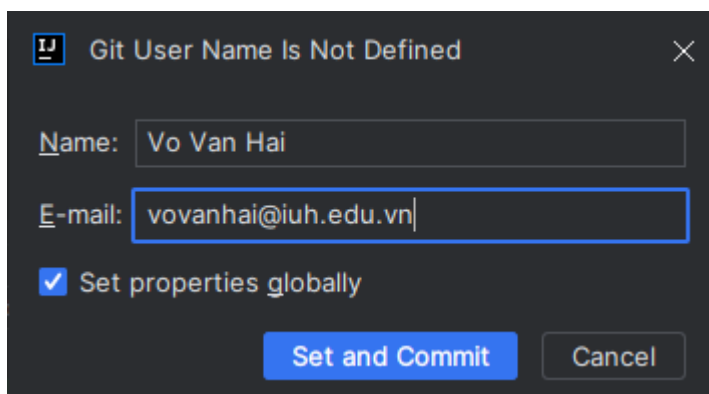 IJ Git User Name Is Not Defined
Name: Vo Van Hai
E-mail: vovanhai@iuh.edu.vn
Set properties globally
Set and Commit Cancel